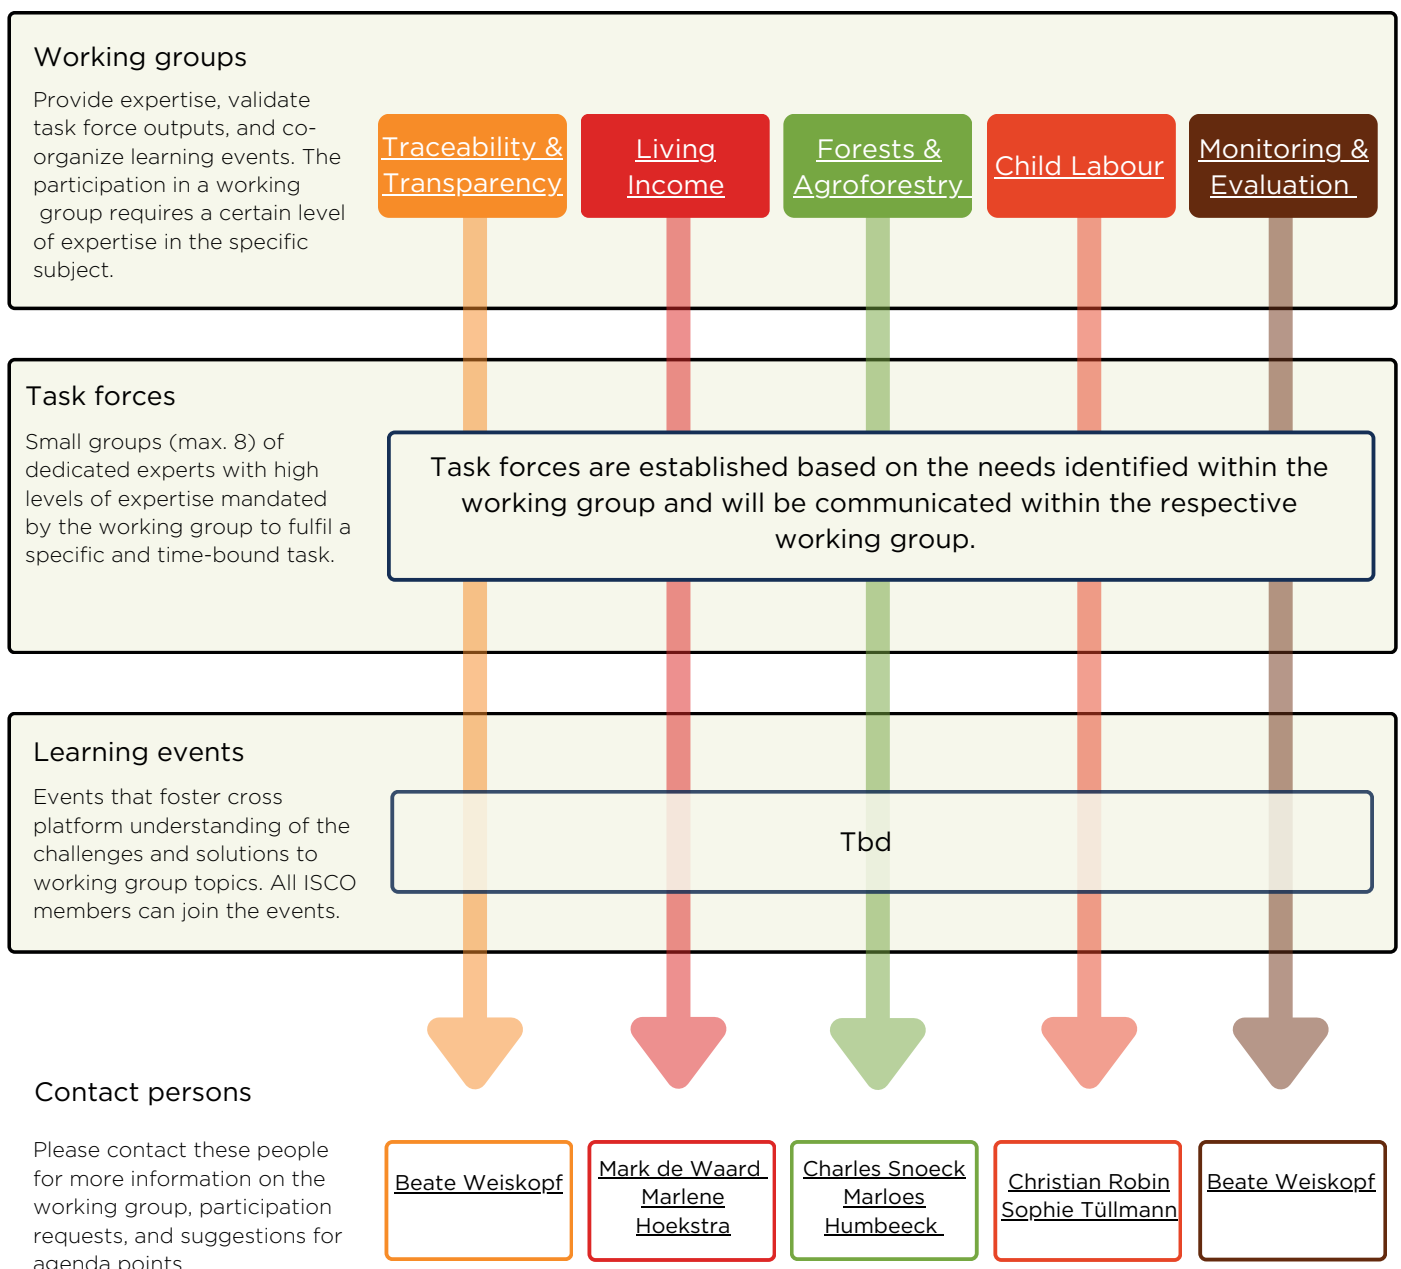 Working groups
Provide expertise, validate
task force outputs, and co-
organize learning events. The
participation in a working
group requires a certain level
of expertise in the specific
subject.
Traceability &
Transparency
Living
Income
Forests &
Agroforestry
Child Labour
Monitoring &
Evaluation
Task forces
Small groups (max. 8) of
dedicated experts with high
levels of expertise mandated
by the working group to fulfil a
specific and time-bound task.
Task forces are established based on the needs identified within the
working group and will be communicated within the respective
working group.
Learning events
Events that foster cross
platform understanding of the
challenges and solutions to
working group topics. All ISCO
members can join the events.
Tbd
Contact persons
Please contact these people
for more information on the
working group, participation
requests, and suggestions for
agenda points
Beate Weiskopf
Mark de Waard
Marlene
Hoekstra
Charles Snoeck
Marloes
Humbeeck
Christian Robin
Sophie Tüllmann
Beate Weiskopf